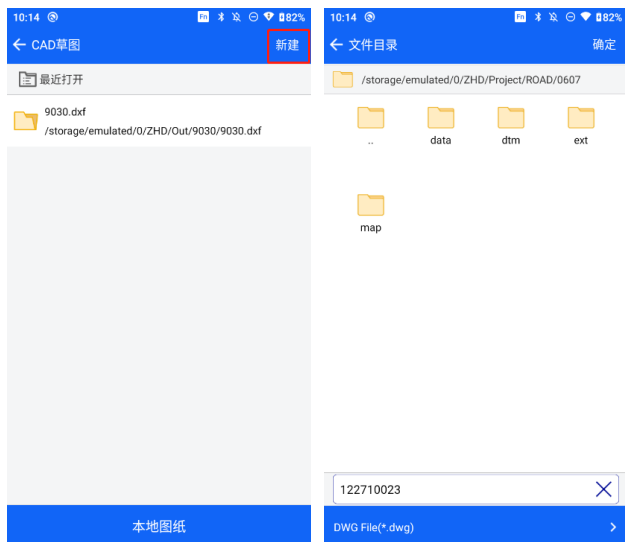 10:14 Fn 82%
CAD草图 新建
最近打开
9030.dxf
/storage/emulated/0/ZHD/Out/9030/9030.dxf
本地图纸
10:14 Fn 82%
文件目录 确定
/storage/emulated/0/ZHD/Project/ROAD/0607
.. data dtm ext
map
122710023
DWG File(*.dwg)